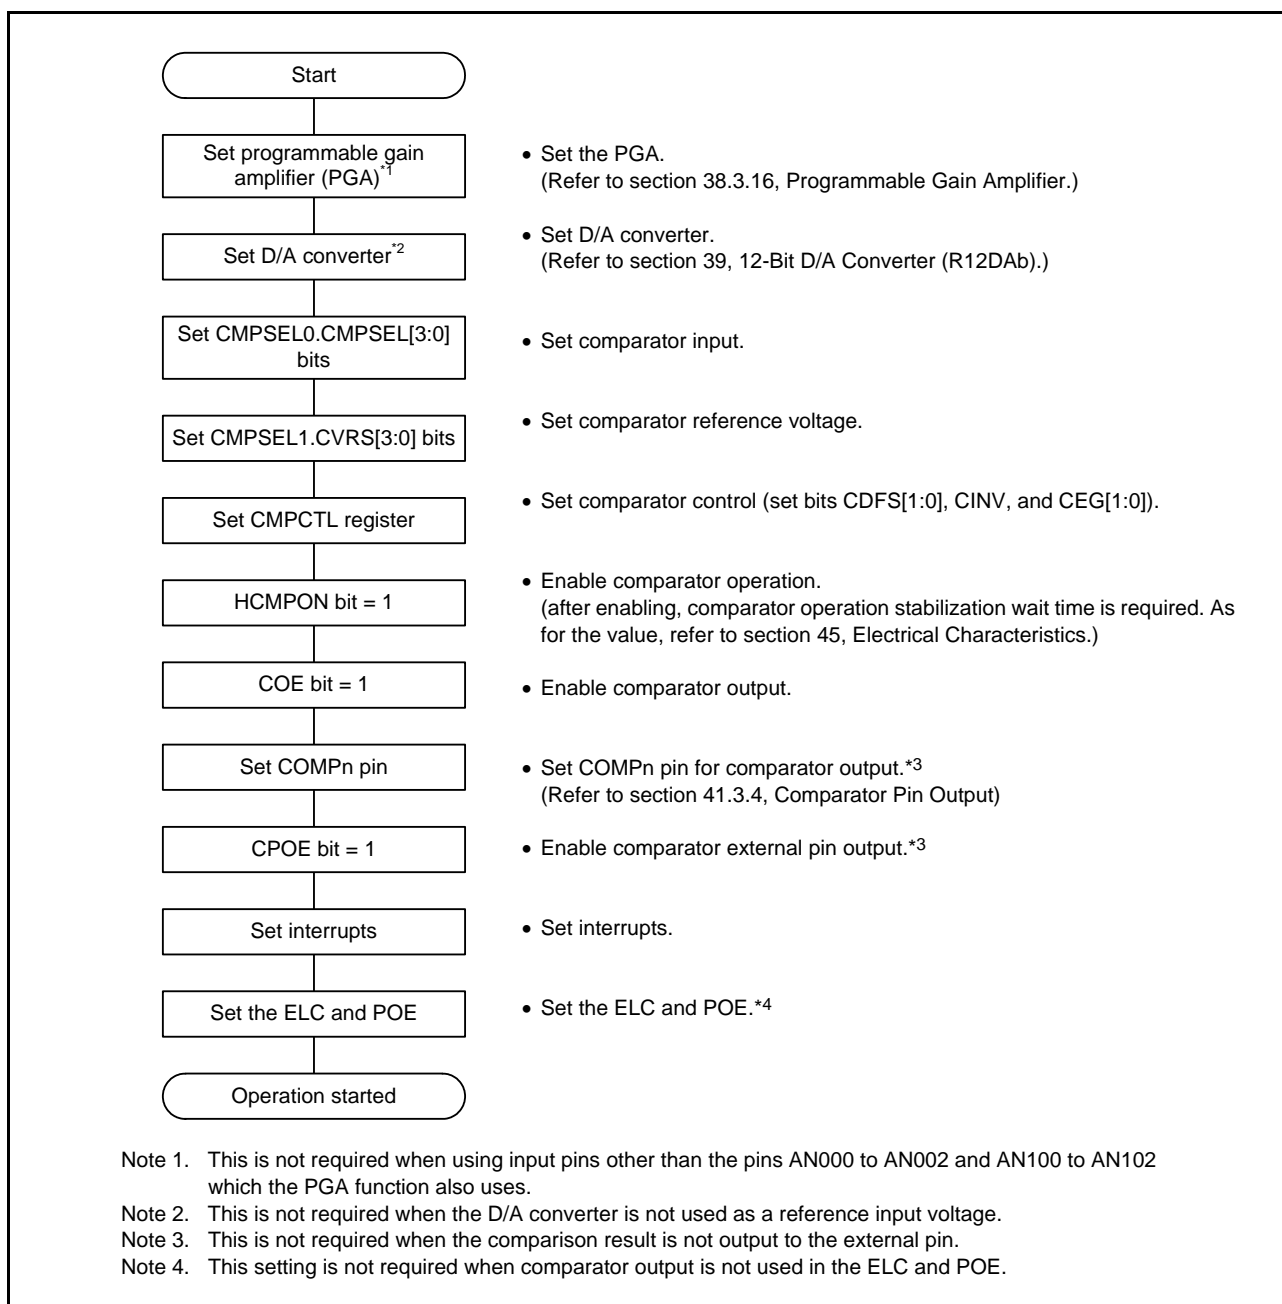 Start
Set programmable gain
amplifier (PGA)*1
• Set the PGA.
(Refer to section 38.3.16, Programmable Gain Amplifier.)
Set D/A converter*2
• Set D/A converter.
(Refer to section 39, 12-Bit D/A Converter (R12DAb).)
Set CMPSEL0.CMPSEL[3:0]
bits
• Set comparator input.
Set CMPSEL1.CVRS[3:0] bits
• Set comparator reference voltage.
Set CMPCTL register
• Set comparator control (set bits CDFS[1:0], CINV, and CEG[1:0]).
HCMPON bit = 1
• Enable comparator operation.
(after enabling, comparator operation stabilization wait time is required. As
for the value, refer to section 45, Electrical Characteristics.)
COE bit = 1
• Enable comparator output.
Set COMPn pin
• Set COMPn pin for comparator output.*3
(Refer to section 41.3.4, Comparator Pin Output)
CPOE bit = 1
• Enable comparator external pin output.*3
Set interrupts
• Set interrupts.
Set the ELC and POE
• Set the ELC and POE.*4
Operation started
Note 1. This is not required when using input pins other than the pins AN000 to AN002 and AN100 to AN102
which the PGA function also uses.
Note 2. This is not required when the D/A converter is not used as a reference input voltage.
Note 3. This is not required when the comparison result is not output to the external pin.
Note 4. This setting is not required when comparator output is not used in the ELC and POE.